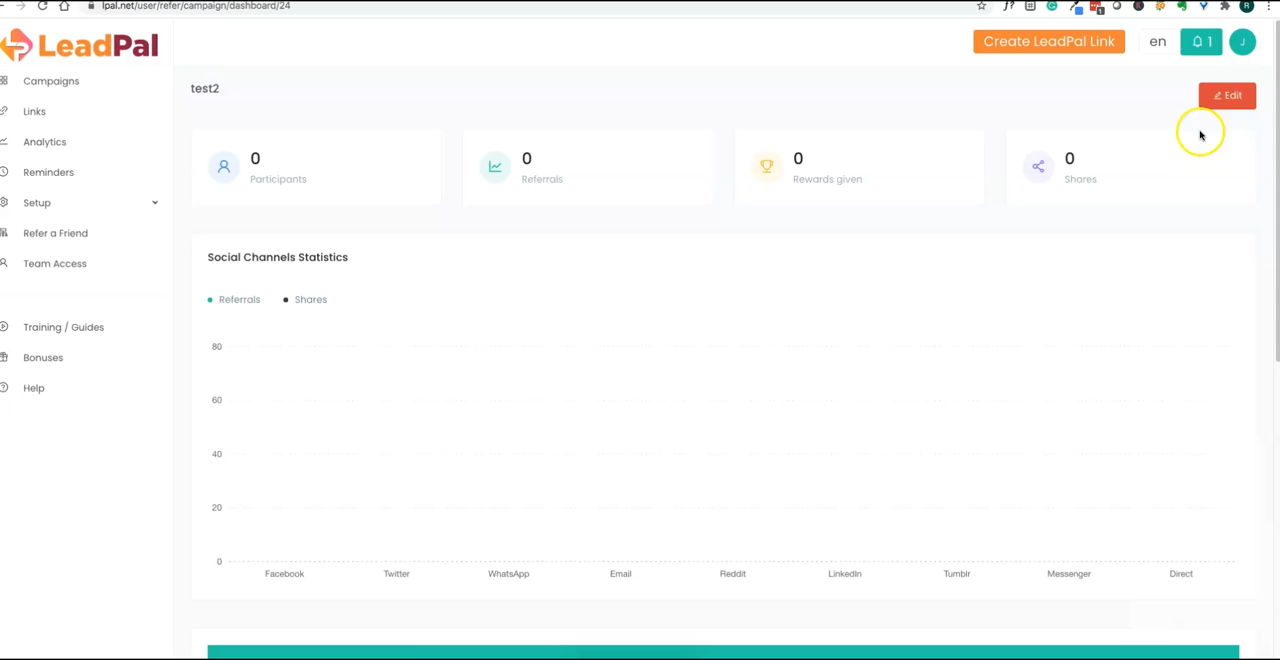 lpal.net/user/refer/campaign/dashboard/24
LeadPal
Create LeadPal Link
en
1
J
Campaigns
Links
Analytics
Reminders
Setup
Refer a Friend
Team Access
Training / Guides
Bonuses
Help
test2
Edit
0
Participants
0
Referrals
0
Rewards given
0
Shares
Social Channels Statistics
Referrals
Shares
80
60
40
20
0
Facebook
Twitter
WhatsApp
Email
Reddit
LinkedIn
Tumblr
Messenger
Direct